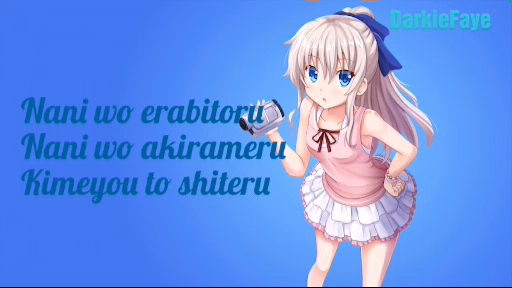 DarkieFaye
Nani wo erabitoru
Nani wo akirameru
Kimeyou to shiteru